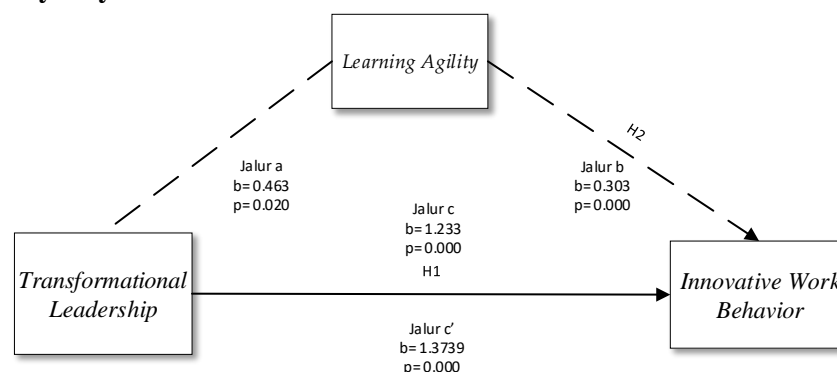 Learning Agility
H2
Jalur a
b= 0.463
p= 0.020
Jalur b
b= 0.303
p= 0.000
Jalur c
b= 1.233
p= 0.000
H1
Transformational
Leadership
Innovative Work
Behavior
Jalur c’
b= 1.3739
p= 0.000